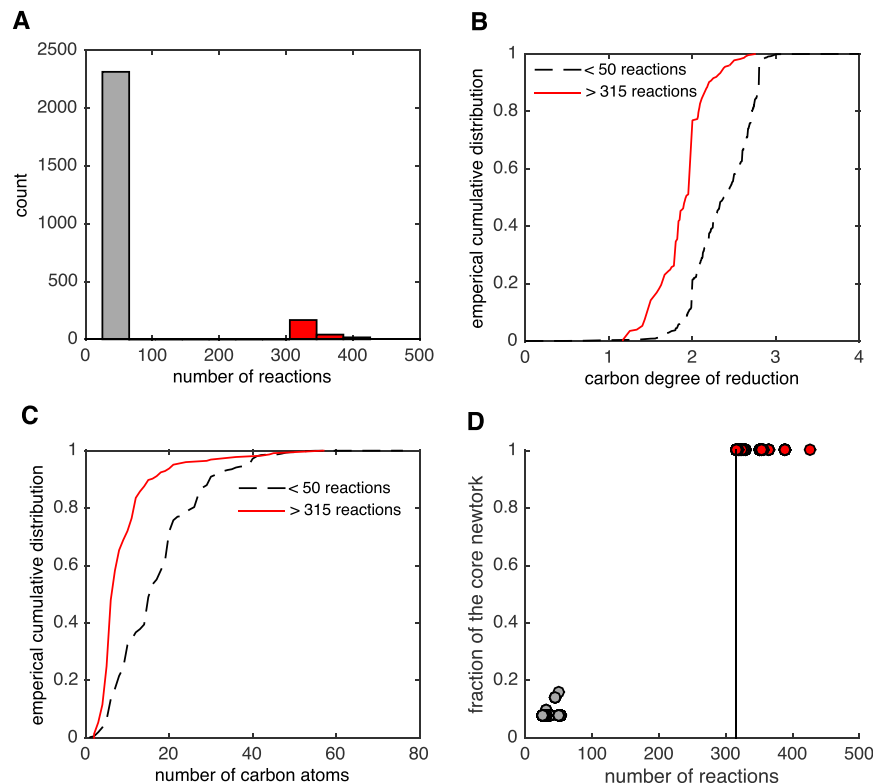 A
2500
2000
1500
1000
500
0
count
0 100 200 300 400 500
number of reactions
B
1
0.8
0.6
0.4
0.2
0
emperical cumulative distribution
< 50 reactions
> 315 reactions
0 1 2 3 4
carbon degree of reduction
C
1
0.8
0.6
0.4
0.2
0
emperical cumulative distribution
< 50 reactions
> 315 reactions
0 20 40 60 80
number of carbon atoms
D
1
0.8
0.6
0.4
0.2
0
fraction of the core newtork
0 100 200 300 400 500
number of reactions